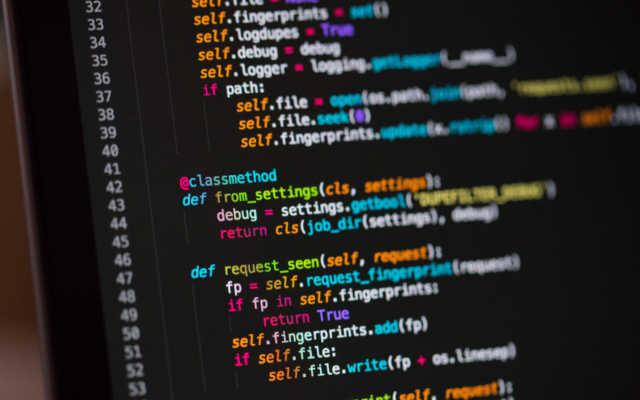 32 self.file = None
33 self.fingerprints = set()
34 self.logdupes = True
35 self.debug = debug
36 self.logger = logging.getLogger(__name__)
37 if path:
38 self.file = open(os.path.join(path, 'requests.seen'),
39 self.file.seek(0)
40 self.fingerprints.update(x.rstrip() for x in self.
41
42 @classmethod
43 def from_settings(cls, settings):
44 debug = settings.getbool('DUPEFILTER_DEBUG')
45 return cls(job_dir(settings), debug)
46
47 def request_seen(self, request):
48 fp = self.request_fingerprint(request)
49 if fp in self.fingerprints:
50 return True
51 self.fingerprints.add(fp)
52 if self.file:
53 self.file.write(fp + os.linesep)
(self, request):